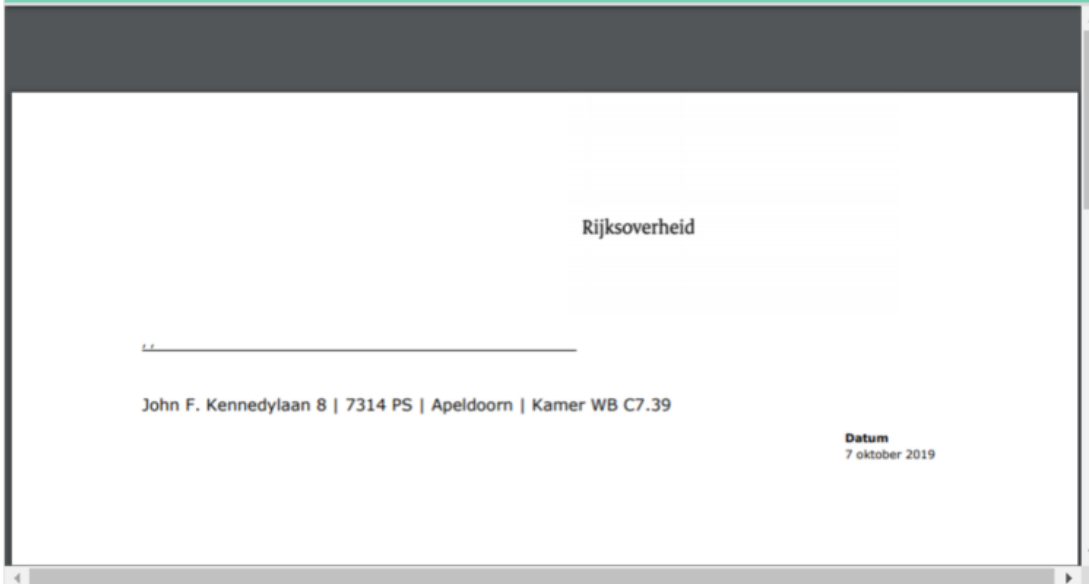 Rijksoverheid
, ,
John F. Kennedylaan 8 | 7314 PS | Apeldoorn | Kamer WB C7.39
Datum
7 oktober 2019